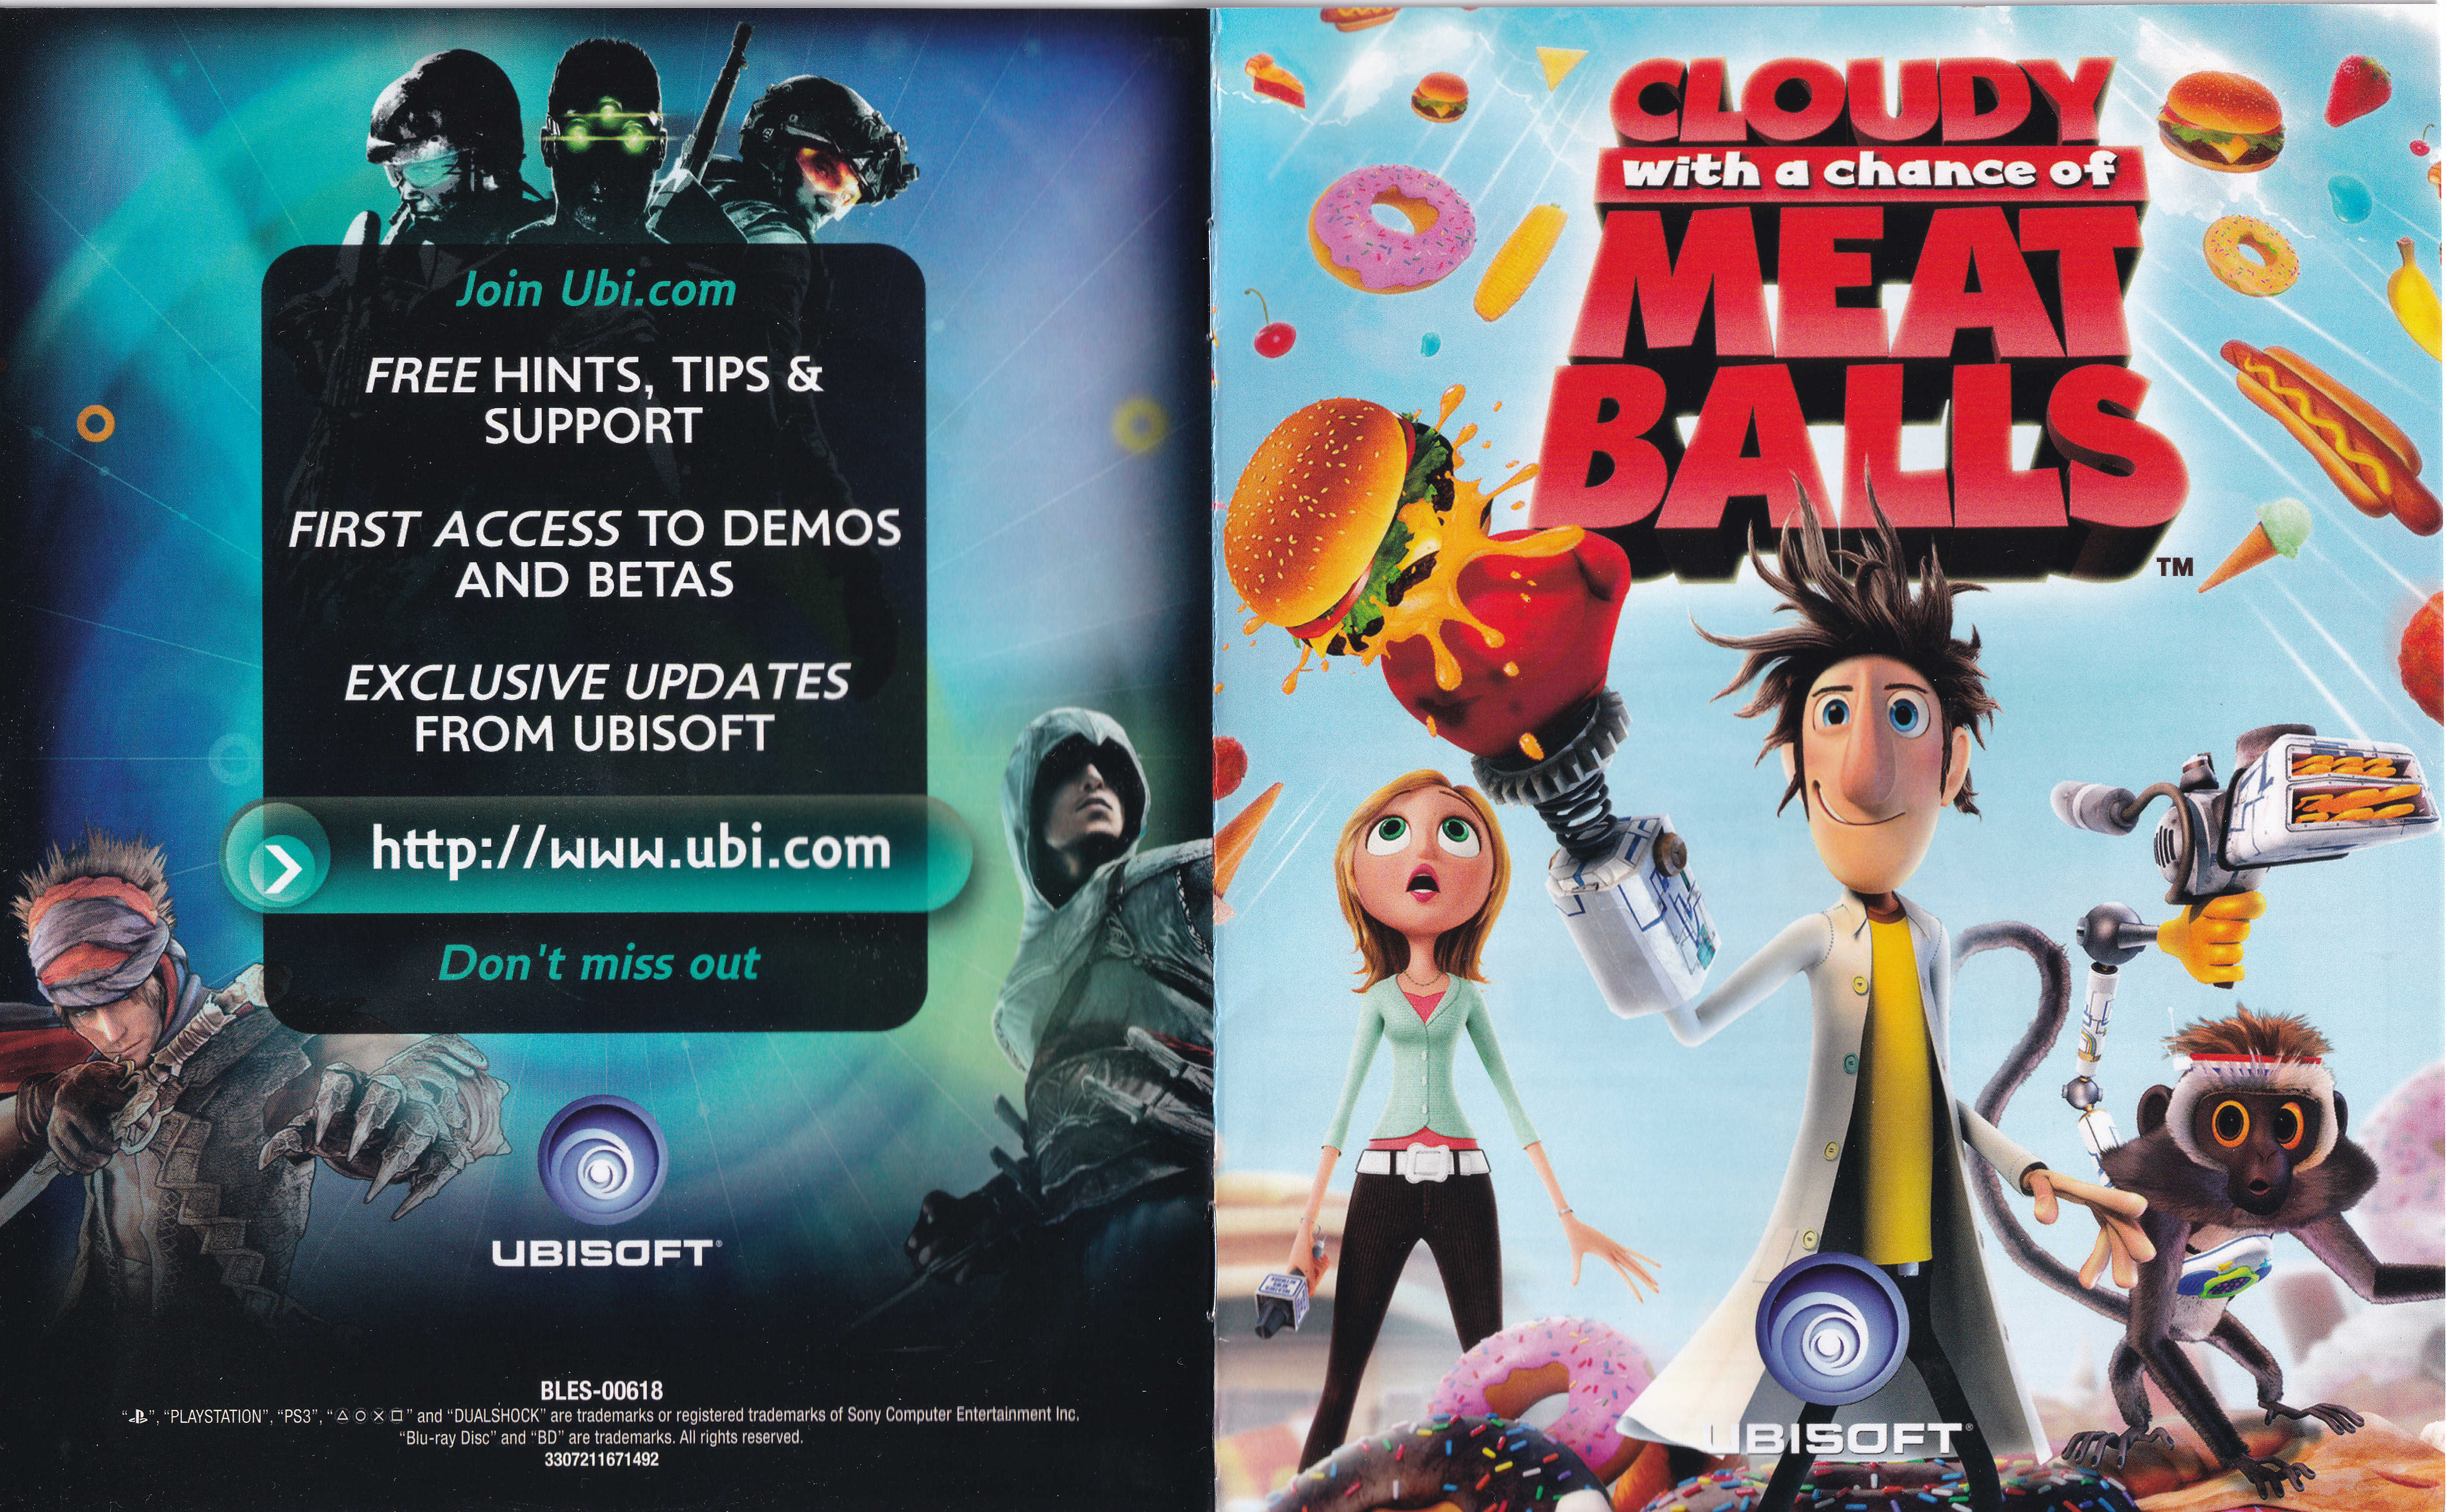 Join Ubi.com
FREE HINTS, TIPS &
SUPPORT
FIRST ACCESS TO DEMOS
AND BETAS
EXCLUSIVE UPDATES
FROM UBISOFT
http://www.ubi.com
Don't miss out
UBISOFT®
BLES-00618
“ ”, “PLAYSTATION”, “PS3”, “△○✕□” and “DUALSHOCK” are trademarks or registered trademarks of Sony Computer Entertainment Inc.
“Blu-ray Disc” and “BD” are trademarks. All rights reserved.
3307211671492
CLOUDY
with a chance of
MEAT
BALLS
TM
UBISOFT®